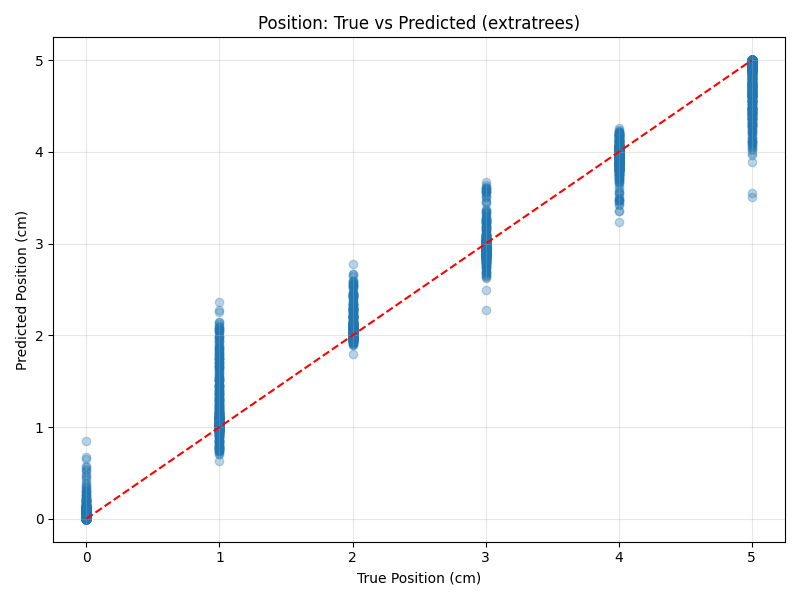 Position: True vs Predicted (extratrees)
Predicted Position (cm)
5
4
3
2
1
0
0 1 2 3 4 5
True Position (cm)